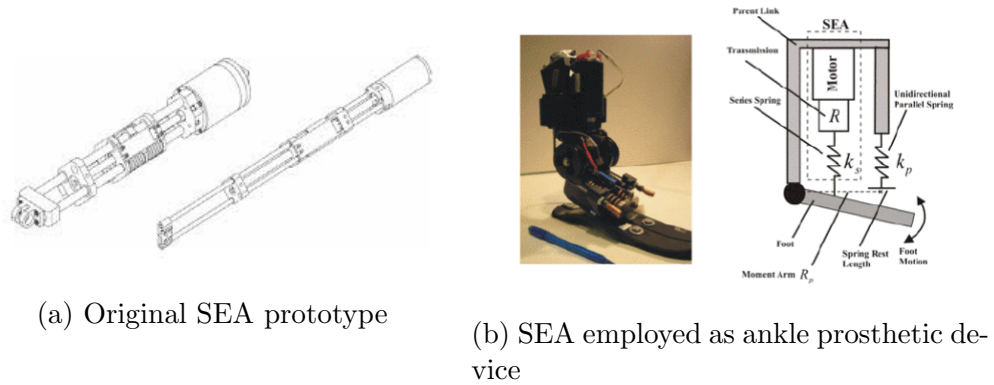 Parent Link
SEA
Transmission
Motor
Series Spring
R
Unidirectional
Parallel Spring
k_s
k_p
Foot
Spring Rest
Length
Foot
Motion
Moment Arm R_p
(a) Original SEA prototype
(b) SEA employed as ankle prosthetic de-
vice